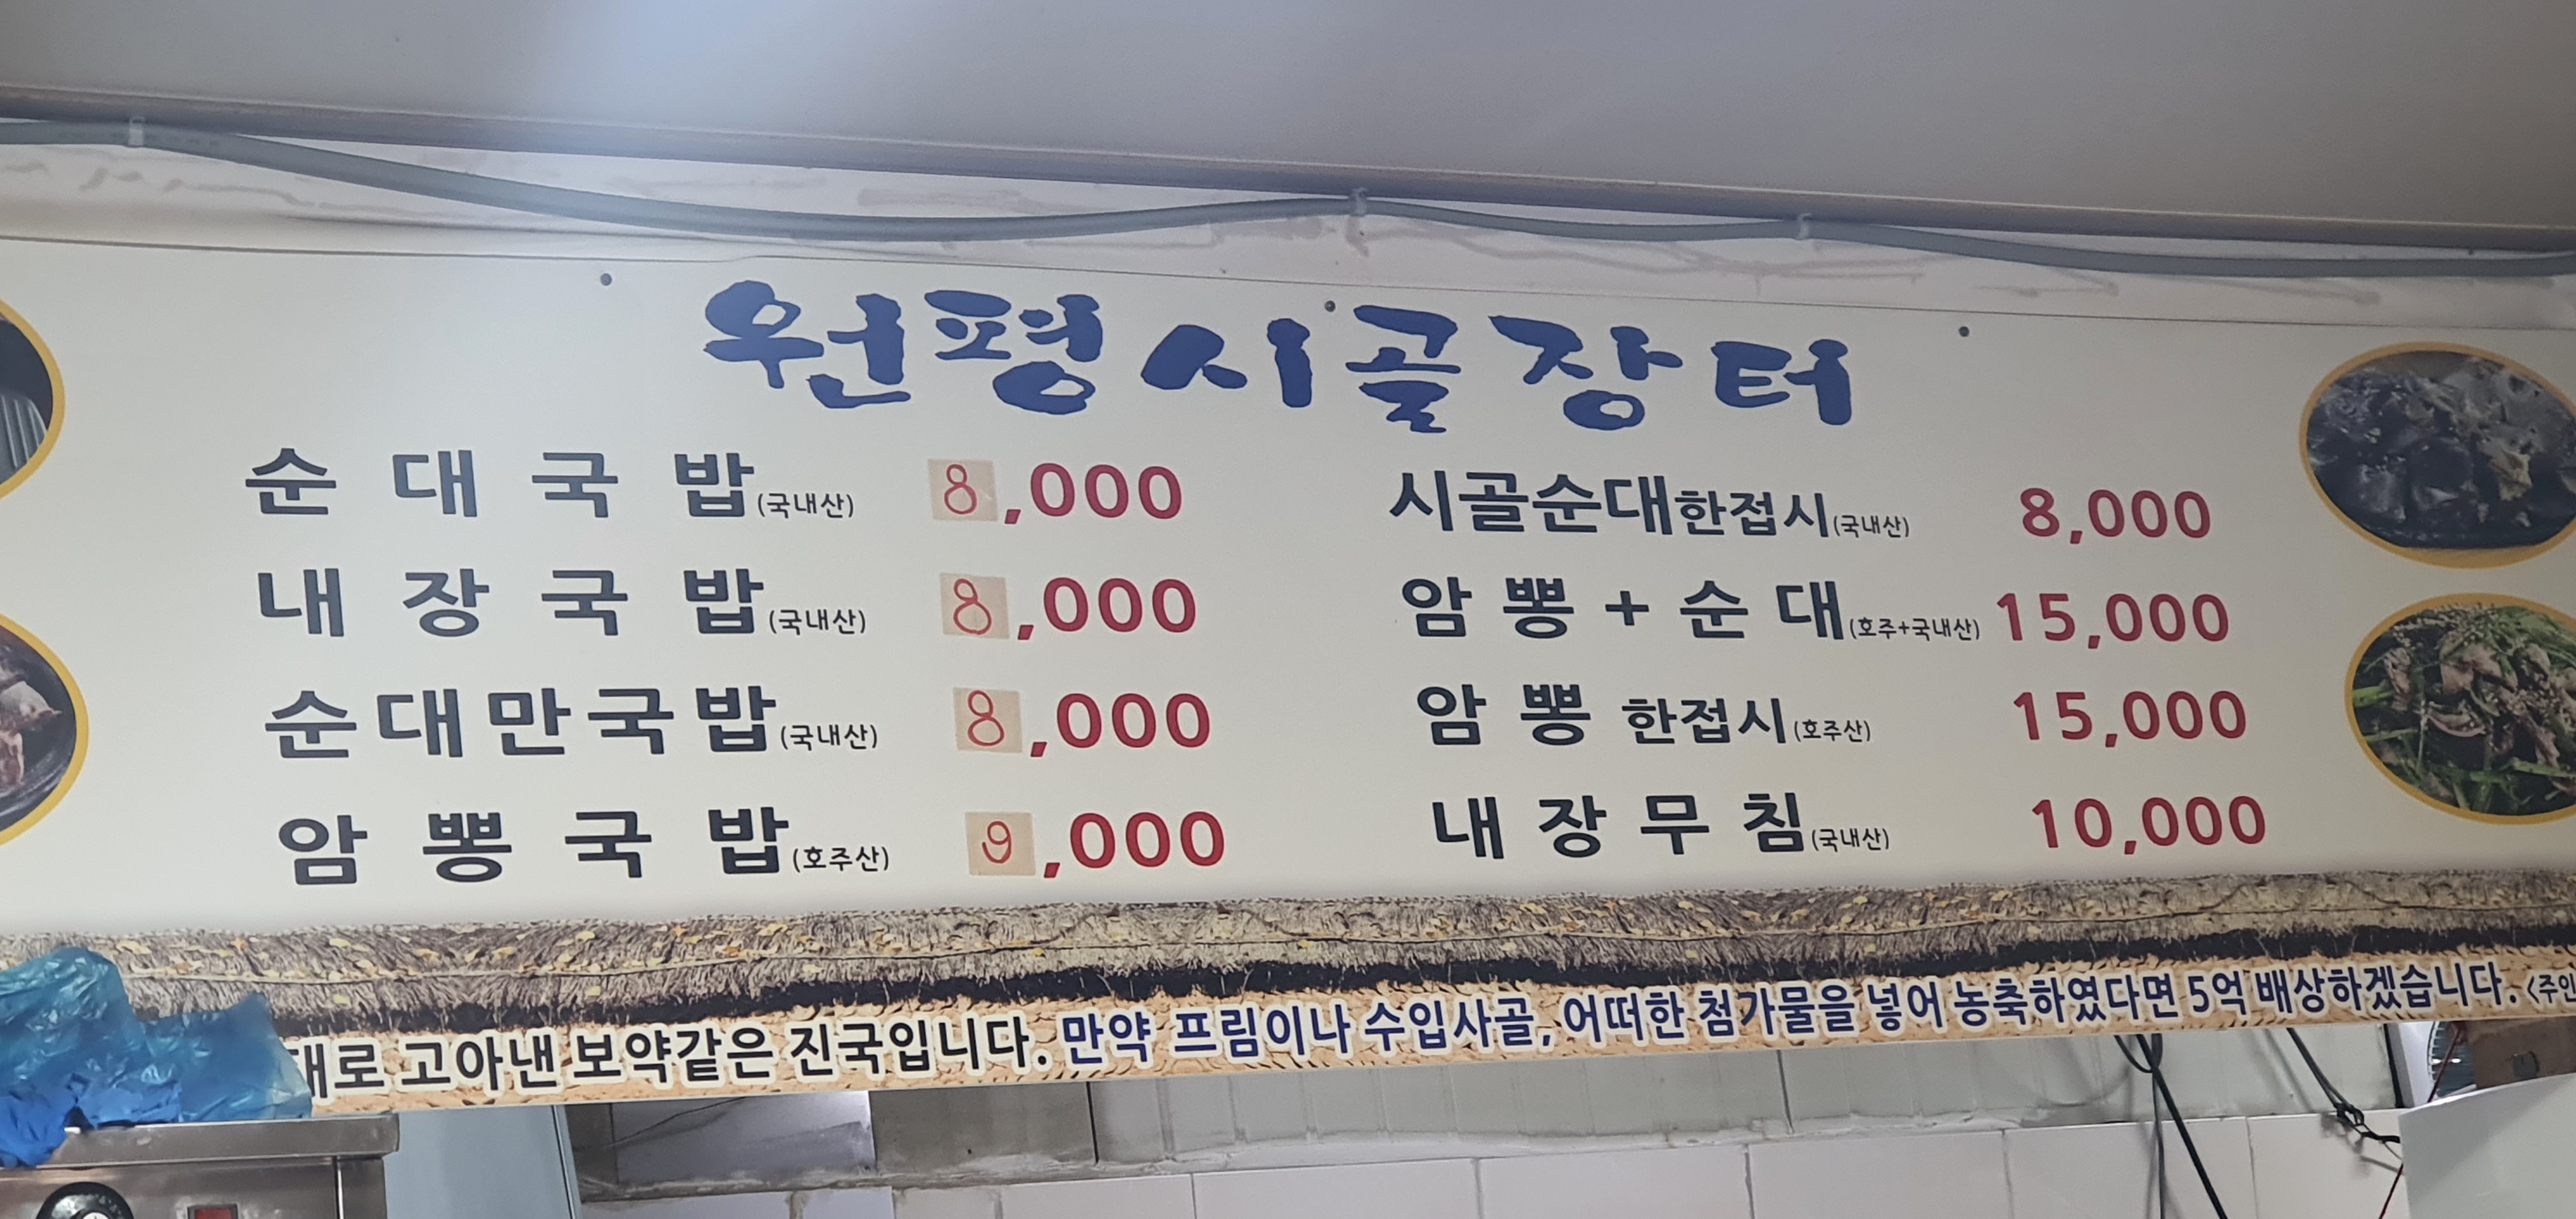 원평시골장터
순대국밥(국내산) 8,000
내장국밥(국내산) 8,000
순대만국밥(국내산) 8,000
암뽕국밥(호주산) 9,000
시골순대한접시(국내산) 8,000
암뽕+순대(호주+국내산) 15,000
암뽕 한접시(호주산) 15,000
내장무침(국내산) 10,000
대로 고아낸 보약같은 진국입니다. 만약 프림이나 수입사골, 어떠한 첨가물을 넣어 농축하였다면 5억 배상하겠습니다. <주인